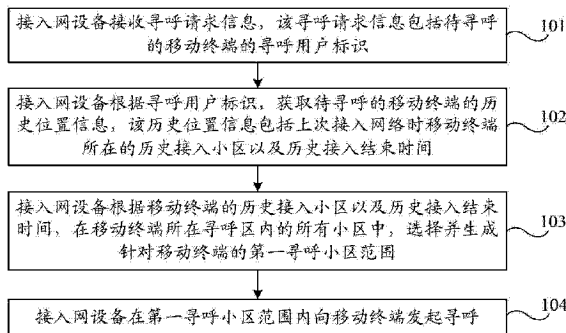 接入网设备接收寻呼请求信息，该寻呼请求信息包括待寻呼
的移动终端的寻呼用户标识
101
接入网设备根据寻呼用户标识，获取待寻呼的移动终端的历
史位置信息，该历史位置信息包括上次接入网络时移动终端
所在的历史接入小区以及历史接入结束时间
102
接入网设备根据移动终端的历史接入小区以及历史接入结束
时间，在移动终端所在寻呼区内的所有小区中，选择并生成
针对移动终端的第一寻呼小区范围
103
接入网设备在第一寻呼小区范围内向移动终端发起寻呼
104